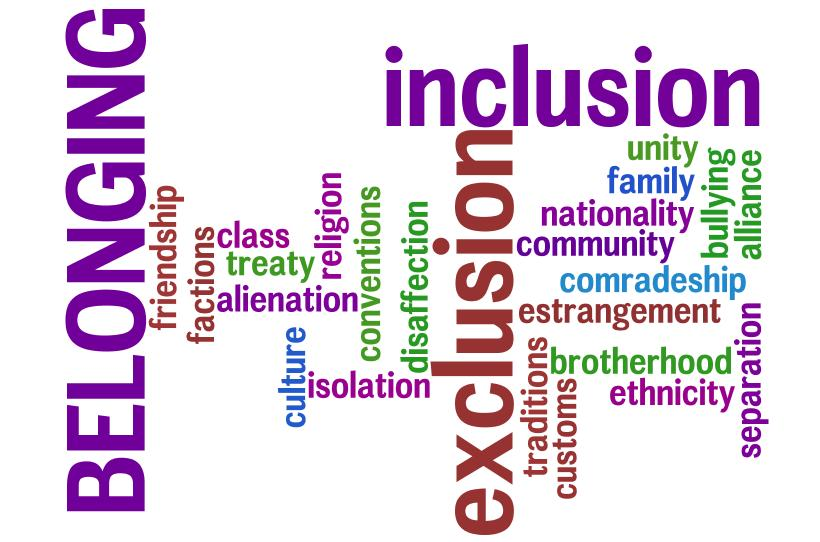 BELONGING
inclusion
exclusion
friendship
factions
class
treaty
alienation
religion
conventions
disaffection
culture
isolation
unity
family
nationality
community
bullying
alliance
comradeship
estrangement
brotherhood
ethnicity
separation
traditions
customs